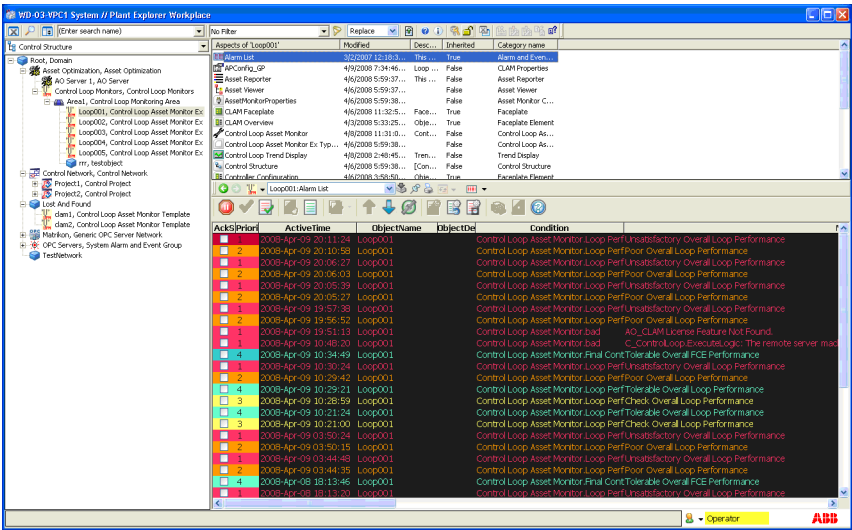 WD-03-VPC1 System // Plant Explorer Workplace
(Enter search name)
No Filter
Replace
Control Structure
Root, Domain
Asset Optimization, Asset Optimization
AO Server 1, AO Server
Control Loop Monitors, Control Loop Monitors
Area1, Control Loop Monitoring Area
Loop001, Control Loop Asset Monitor Ex
Loop002, Control Loop Asset Monitor Ex
Loop003, Control Loop Asset Monitor Ex
Loop004, Control Loop Asset Monitor Ex
Loop005, Control Loop Asset Monitor Ex
rrr, testobject
Control Network, Control Network
Project1, Control Project
Project2, Control Project
Lost And Found
dam1, Control Loop Asset Monitor Template
dam2, Control Loop Asset Monitor Template
Matrikon, Generic OPC Server Network
OPC Servers, System Alarm and Event Group
TestNetwork
Aspects of 'Loop001' Modified Desc... Inherited Category name
Alarm List 3/2/2007 12:18:3... This ... True Alarm and Even...
APConfig_GP 4/9/2008 7:34:46... Loop ... False CLAM Properties
Asset Reporter 4/6/2008 5:59:37... This ... False Asset Reporter
Asset Viewer 4/6/2008 5:59:37... False Asset Viewer
AssetMonitorProperties 4/6/2008 5:59:38... False Asset Monitor C...
CLAM Faceplate 4/6/2008 11:32:5... Face... True Faceplate
CLAM Overview 4/3/2008 5:33:25... Obje... True Faceplate Element
Control Loop Asset Monitor 4/8/2008 11:31:0... Cont... False Control Loop As...
Control Loop Asset Monitor Ex Typ... 4/6/2008 5:59:38... False Control Loop As...
Control Loop Trend Display 4/8/2008 2:48:45... Tren... False Trend Display
Control Structure 4/6/2008 5:59:38... [Con... False Control Structure
Controller Configuration 4/6/2008 3:58:50... Obje... True Faceplate Element
Loop001:Alarm List
AckS Priori ActiveTime ObjectName ObjectDe Condition
1 2008-Apr-09 20:11:24 Loop001 Control Loop Asset Monitor.Loop Perf Unsatisfactory Overall Loop Performance
2 2008-Apr-09 20:10:58 Loop001 Control Loop Asset Monitor.Loop Perf Poor Overall Loop Performance
1 2008-Apr-09 20:06:27 Loop001 Control Loop Asset Monitor.Loop Perf Unsatisfactory Overall Loop Performance
2 2008-Apr-09 20:06:03 Loop001 Control Loop Asset Monitor.Loop Perf Poor Overall Loop Performance
1 2008-Apr-09 20:05:39 Loop001 Control Loop Asset Monitor.Loop Perf Unsatisfactory Overall Loop Performance
2 2008-Apr-09 20:05:27 Loop001 Control Loop Asset Monitor.Loop Perf Poor Overall Loop Performance
1 2008-Apr-09 19:57:38 Loop001 Control Loop Asset Monitor.Loop Perf Unsatisfactory Overall Loop Performance
2 2008-Apr-09 19:56:52 Loop001 Control Loop Asset Monitor.Loop Perf Poor Overall Loop Performance
1 2008-Apr-09 19:51:13 Loop001 Control Loop Asset Monitor.bad AO_CLAM License Feature Not Found.
1 2008-Apr-09 10:48:20 Loop001 Control Loop Asset Monitor.bad C_ControlLoop.ExecuteLogic: The remote server mad
4 2008-Apr-09 10:34:49 Loop001 Control Loop Asset Monitor.Final Cont Tolerable Overall FCE Performance
1 2008-Apr-09 10:30:24 Loop001 Control Loop Asset Monitor.Loop Perf Unsatisfactory Overall Loop Performance
2 2008-Apr-09 10:29:42 Loop001 Control Loop Asset Monitor.Loop Perf Poor Overall Loop Performance
4 2008-Apr-09 10:29:21 Loop001 Control Loop Asset Monitor.Loop Perf Tolerable Overall Loop Performance
3 2008-Apr-09 10:28:59 Loop001 Control Loop Asset Monitor.Loop Perf Check Overall Loop Performance
4 2008-Apr-09 10:21:24 Loop001 Control Loop Asset Monitor.Loop Perf Tolerable Overall Loop Performance
3 2008-Apr-09 10:21:00 Loop001 Control Loop Asset Monitor.Loop Perf Check Overall Loop Performance
1 2008-Apr-09 03:50:24 Loop001 Control Loop Asset Monitor.Loop Perf Unsatisfactory Overall Loop Performance
2 2008-Apr-09 03:50:15 Loop001 Control Loop Asset Monitor.Loop Perf Poor Overall Loop Performance
1 2008-Apr-09 03:44:48 Loop001 Control Loop Asset Monitor.Loop Perf Unsatisfactory Overall Loop Performance
2 2008-Apr-09 03:44:35 Loop001 Control Loop Asset Monitor.Loop Perf Poor Overall Loop Performance
4 2008-Apr-08 18:13:46 Loop001 Control Loop Asset Monitor.Final Cont Tolerable Overall FCE Performance
1 2008-Apr-08 18:13:20 Loop001 Control Loop Asset Monitor.Loop Perf Unsatisfactory Overall Loop Performance
Operator
ABB